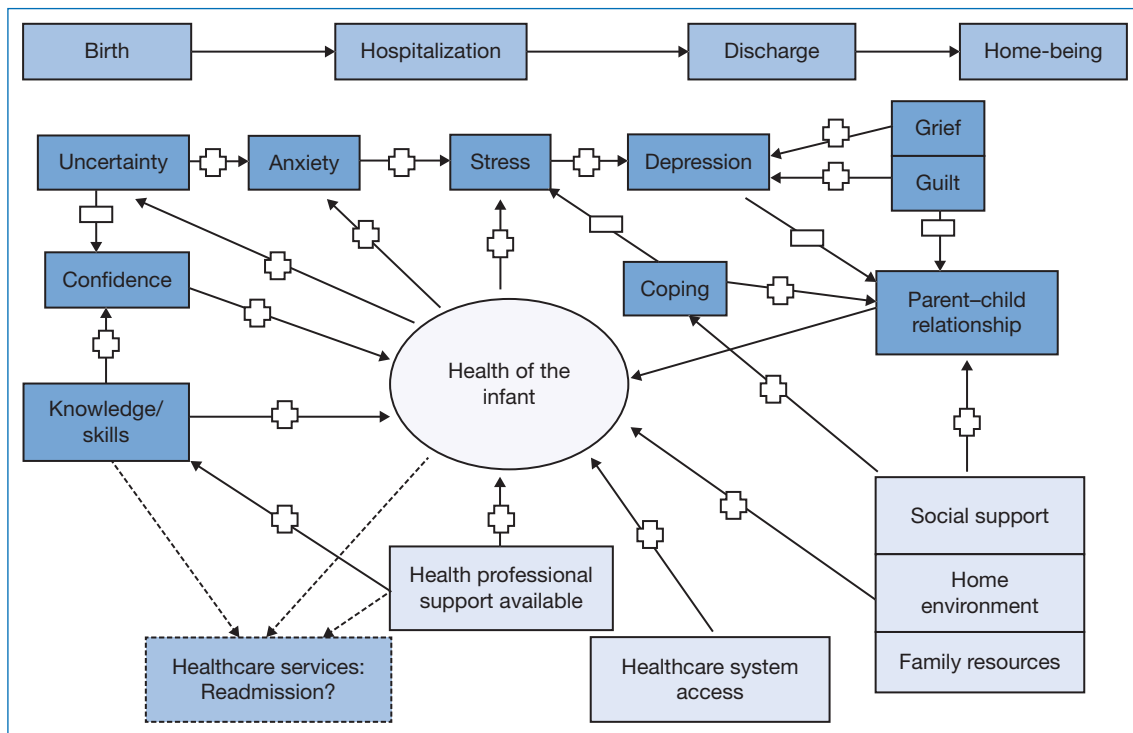 Birth
Hospitalization
Discharge
Home-being
Grief
Uncertainty
Anxiety
Stress
Depression
Guilt
Confidence
Coping
Parent–child
relationship
Health of the
infant
Knowledge/
skills
Social support
Health professional
support available
Home
environment
Healthcare services:
Readmission?
Healthcare system
access
Family resources